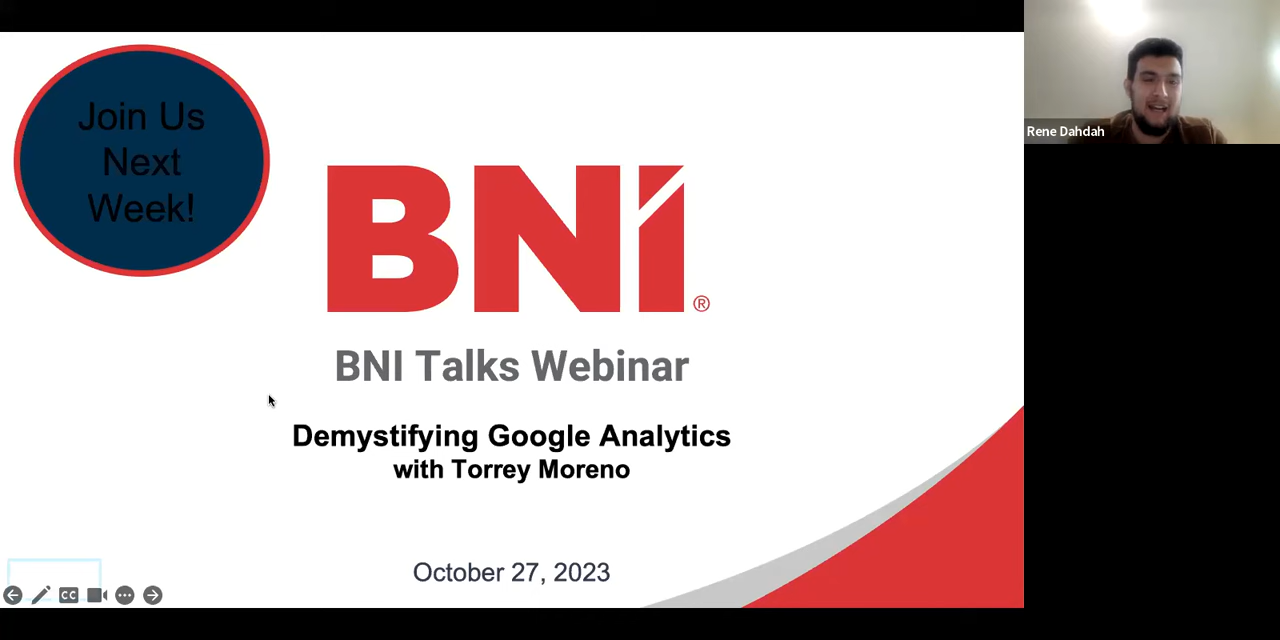 Join Us
Next
Week!
BNI®
BNI Talks Webinar
Demystifying Google Analytics
with Torrey Moreno
October 27, 2023
CC
Rene Dahdah